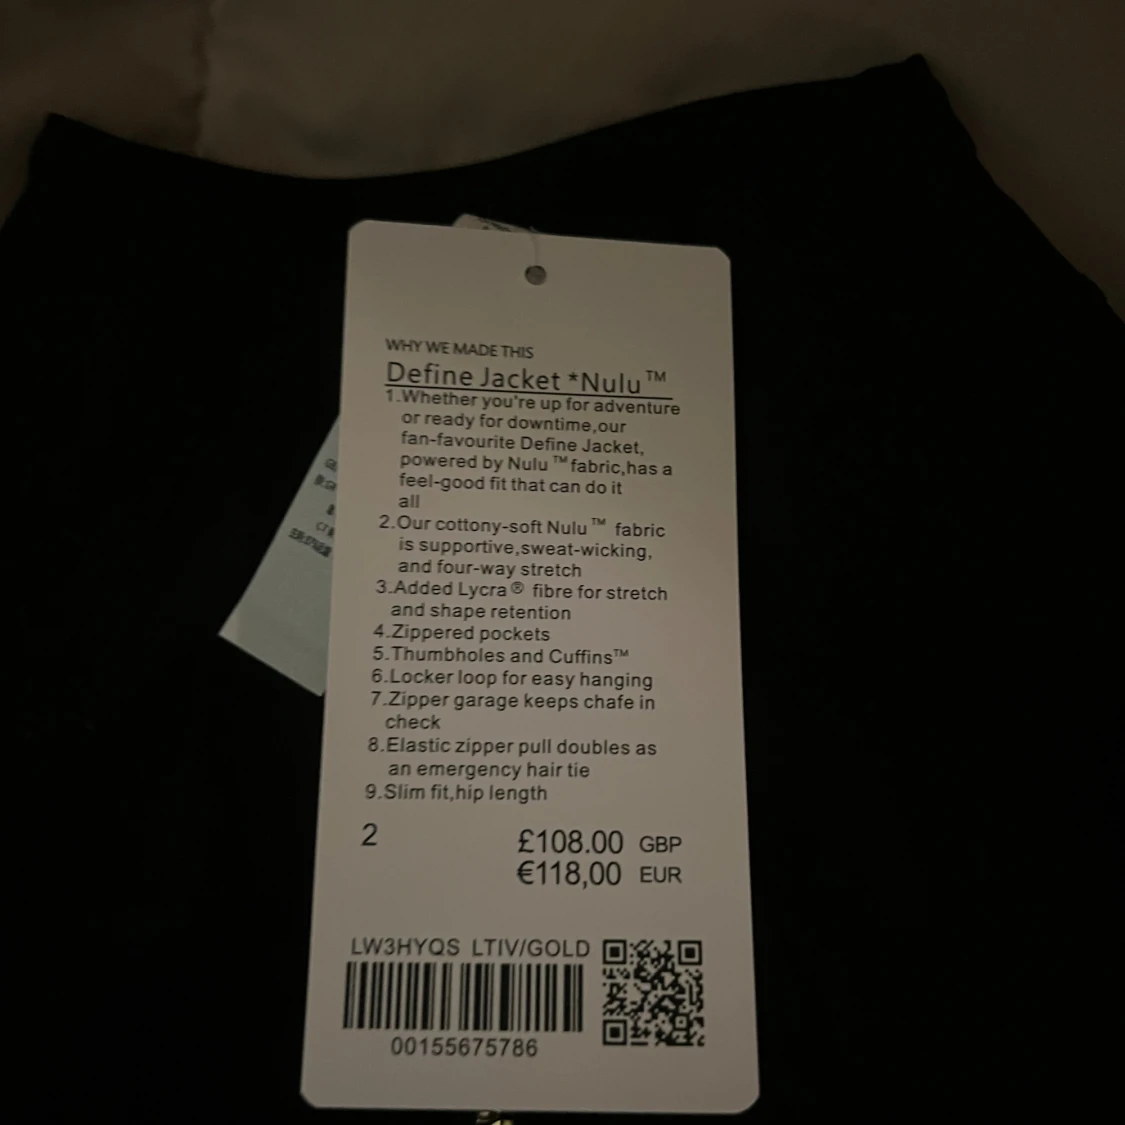 WHY WE MADE THIS
Define Jacket *Nulu™
1.Whether you're up for adventure
or ready for downtime,our
fan-favourite Define Jacket,
powered by Nulu™ fabric,has a
feel-good fit that can do it
all
2.Our cottony-soft Nulu™ fabric
is supportive,sweat-wicking,
and four-way stretch
3.Added Lycra® fibre for stretch
and shape retention
4.Zippered pockets
5.Thumbholes and Cuffins™
6.Locker loop for easy hanging
7.Zipper garage keeps chafe in
check
8.Elastic zipper pull doubles as
an emergency hair tie
9.Slim fit,hip length
2
£108.00 GBP
€118,00 EUR
LW3HYQS LTIV/GOLD
00155675786